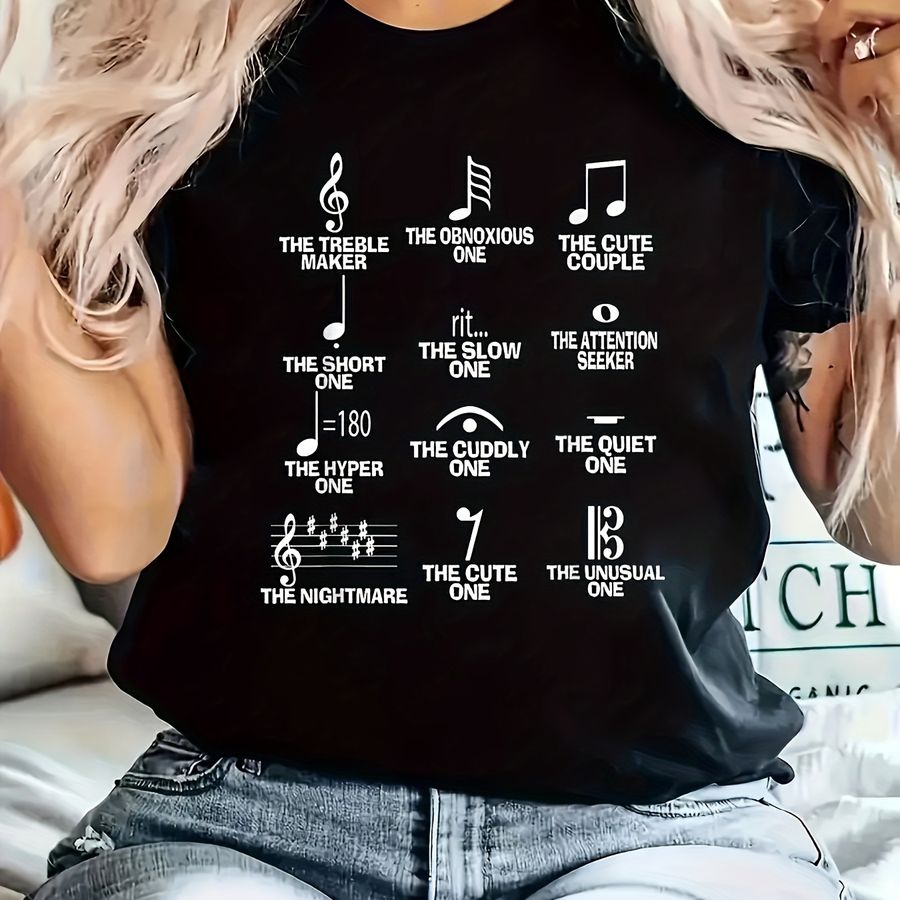 THE TREBLE
MAKER
THE OBNOXIOUS
ONE
THE CUTE
COUPLE
THE SHORT
ONE
rit...
THE SLOW
ONE
THE ATTENTION
SEEKER
=180
THE HYPER
ONE
THE CUDDLY
ONE
THE QUIET
ONE
THE NIGHTMARE
THE CUTE
ONE
THE UNUSUAL
ONE
TCH